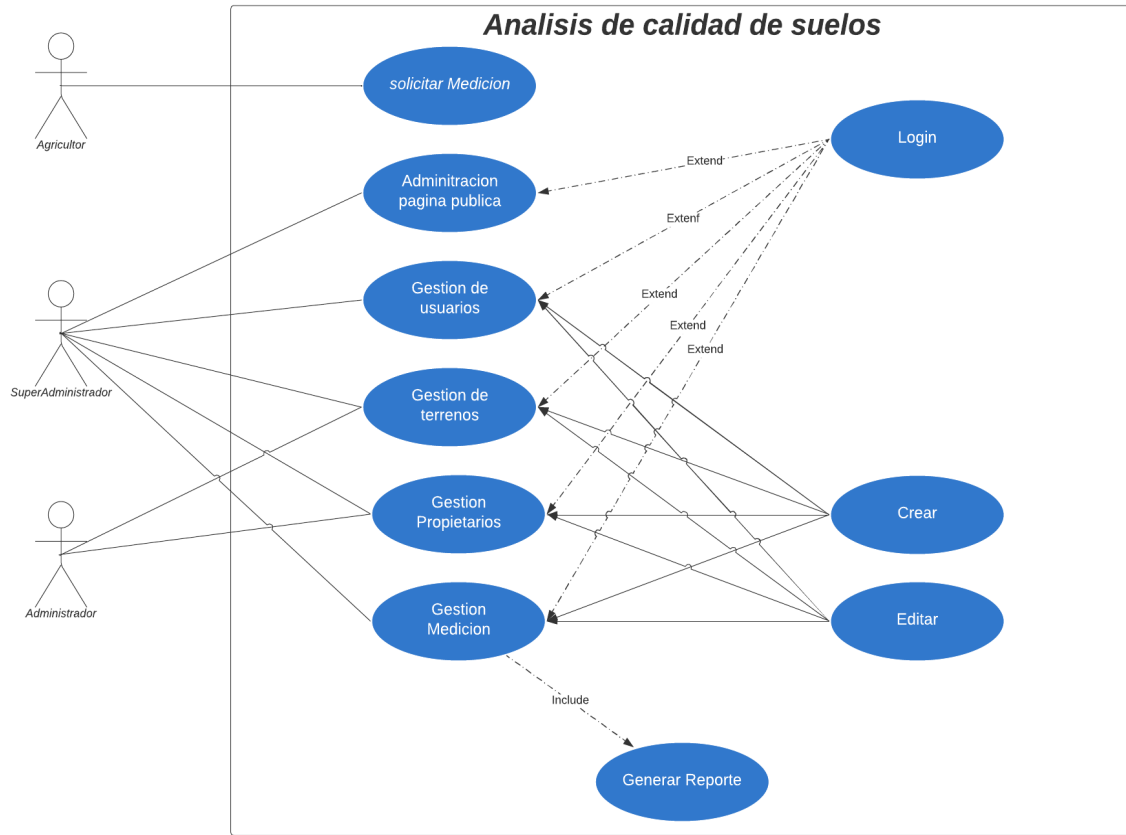 Analisis de calidad de suelos
solicitar Medicion
Agricultor
Login
Extend
Adminitracion
pagina publica
Extenf
Gestion de
usuarios
Extend
Extend
Extend
SuperAdministrador
Gestion de
terrenos
Gestion
Propietarios
Crear
Administrador
Gestion
Medicion
Editar
Include
Generar Reporte